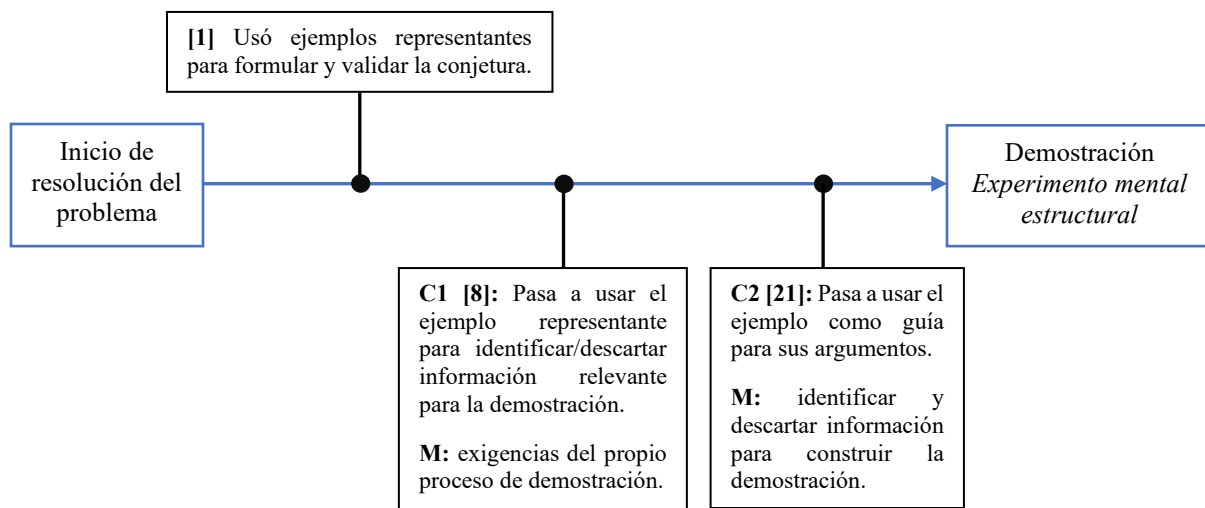 [1] Usó ejemplos representantes
para formular y validar la conjetura.
Inicio de
resolución del
problema
Demostración
Experimento mental
estructural
C1 [8]: Pasa a usar el
ejemplo representante
para identificar/descartar
información relevante
para la demostración.
M: exigencias del propio
proceso de demostración.
C2 [21]: Pasa a usar el
ejemplo como guía
para sus argumentos.
M: identificar y
descartar información
para construir la
demostración.